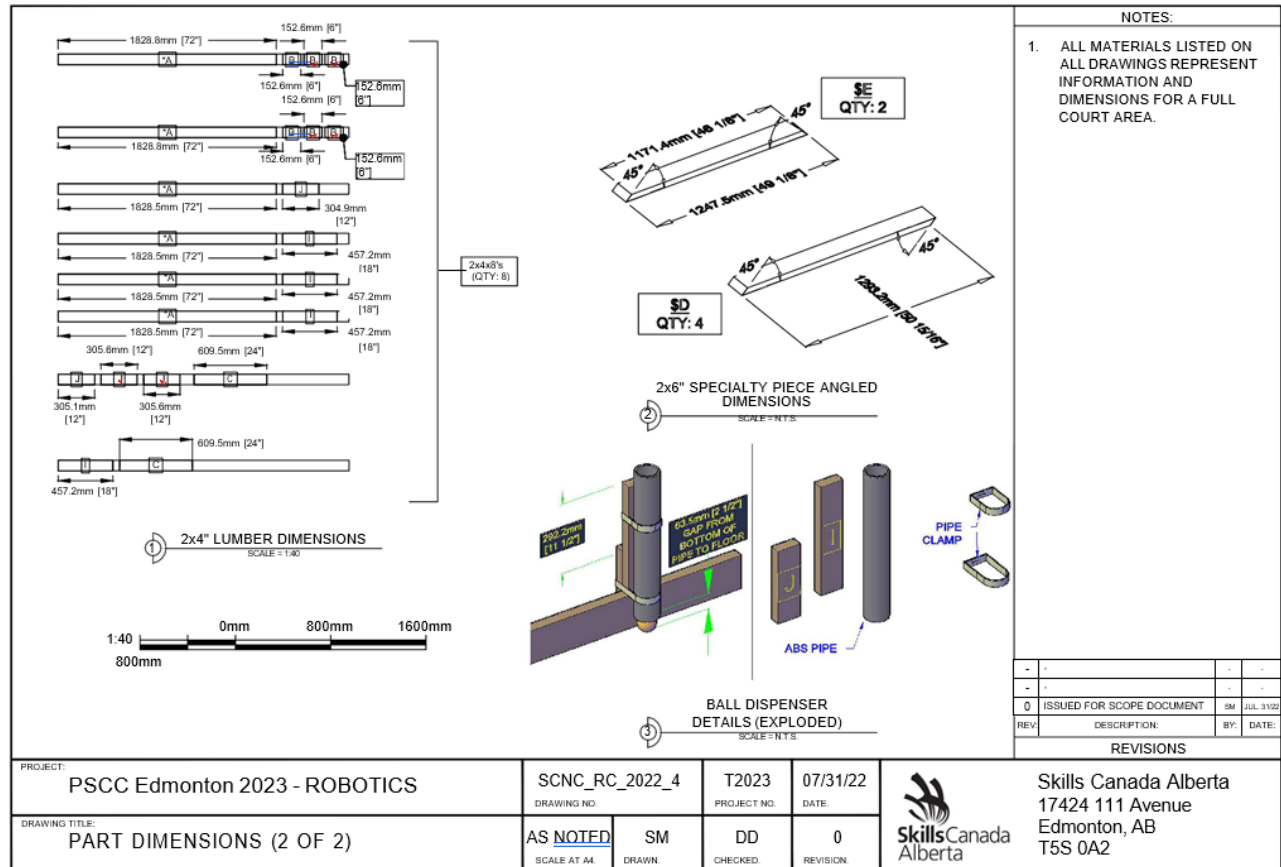 1828.8mm [72"]
152.6mm [6"]
*A
B
B
B
152.6mm [6"]
152.6mm
[6"]
152.6mm [6"]
*A
B
B
B
1828.8mm [72"]
152.6mm [6"]
152.6mm
[6"]
*A
J
1828.5mm [72"]
304.9mm
[12"]
*A
I
1828.5mm [72"]
457.2mm
[18"]
*A
I
1828.5mm [72"]
457.2mm
[18"]
*A
I
1828.5mm [72"]
457.2mm
[18"]
305.6mm [12"]
609.5mm [24"]
J
J
J
C
305.1mm
[12"]
305.6mm
[12"]
609.5mm [24"]
I
C
457.2mm [18"]
2x4x8's
(QTY: 8)
1
2x4" LUMBER DIMENSIONS
SCALE = 1:40
1:40
0mm
800mm
1600mm
800mm
$E
QTY: 2
1171.4mm [46 1/8"]
45°
45°
1247.5mm [49 1/8"]
45°
45°
1293.2mm [50 15/16"]
$D
QTY: 4
2x6" SPECIALTY PIECE ANGLED
DIMENSIONS
2
SCALE = N.T.S.
292.2mm
[11 1/2"]
63.5mm [2 1/2"]
GAP FROM
BOTTOM OF
PIPE TO FLOOR
J
I
ABS PIPE
PIPE
CLAMP
BALL DISPENSER
DETAILS (EXPLODED)
3
SCALE = N.T.S.
NOTES:
1. ALL MATERIALS LISTED ON
ALL DRAWINGS REPRESENT
INFORMATION AND
DIMENSIONS FOR A FULL
COURT AREA.
- - - -
- - - -
0 ISSUED FOR SCOPE DOCUMENT SM JUL. 31/22
REV: DESCRIPTION: BY: DATE:
REVISIONS
PROJECT:
PSCC Edmonton 2023 - ROBOTICS
DRAWING TITLE:
PART DIMENSIONS (2 OF 2)
SCNC_RC_2022_4
DRAWING NO.
T2023
PROJECT NO.
07/31/22
DATE.
AS NOTED
SCALE AT A4.
SM
DRAWN.
DD
CHECKED.
0
REVISION.
Skills Canada
Alberta
Skills Canada Alberta
17424 111 Avenue
Edmonton, AB
T5S 0A2